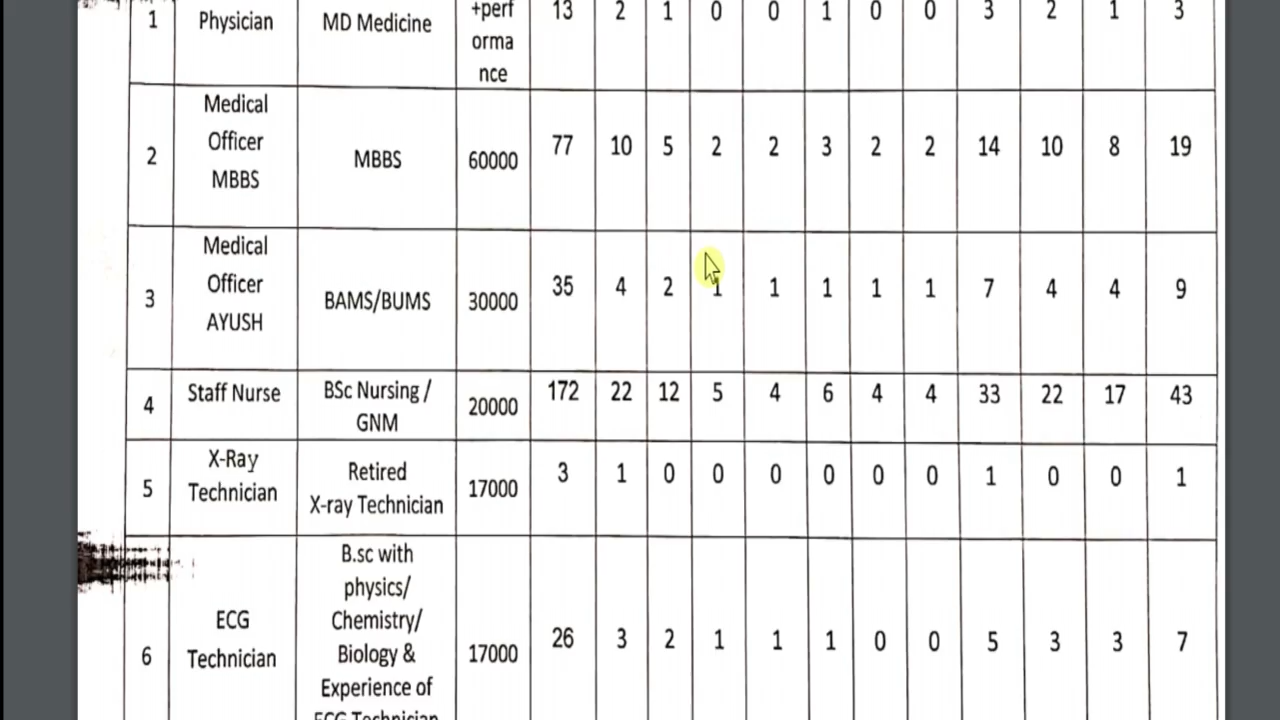 1 Physician MD Medicine +perf orma nce 13 2 1 0 0 1 0 0 3 2 1 3
2 Medical Officer MBBS MBBS 60000 77 10 5 2 2 3 2 2 14 10 8 19
3 Medical Officer AYUSH BAMS/BUMS 30000 35 4 2 1 1 1 1 1 7 4 4 9
4 Staff Nurse BSc Nursing / GNM 20000 172 22 12 5 4 6 4 4 33 22 17 43
5 X-Ray Technician Retired X-ray Technician 17000 3 1 0 0 0 0 0 0 1 0 0 1
6 ECG Technician B.sc with physics/ Chemistry/ Biology & Experience of ECG Technician 17000 26 3 2 1 1 1 0 0 5 3 3 7